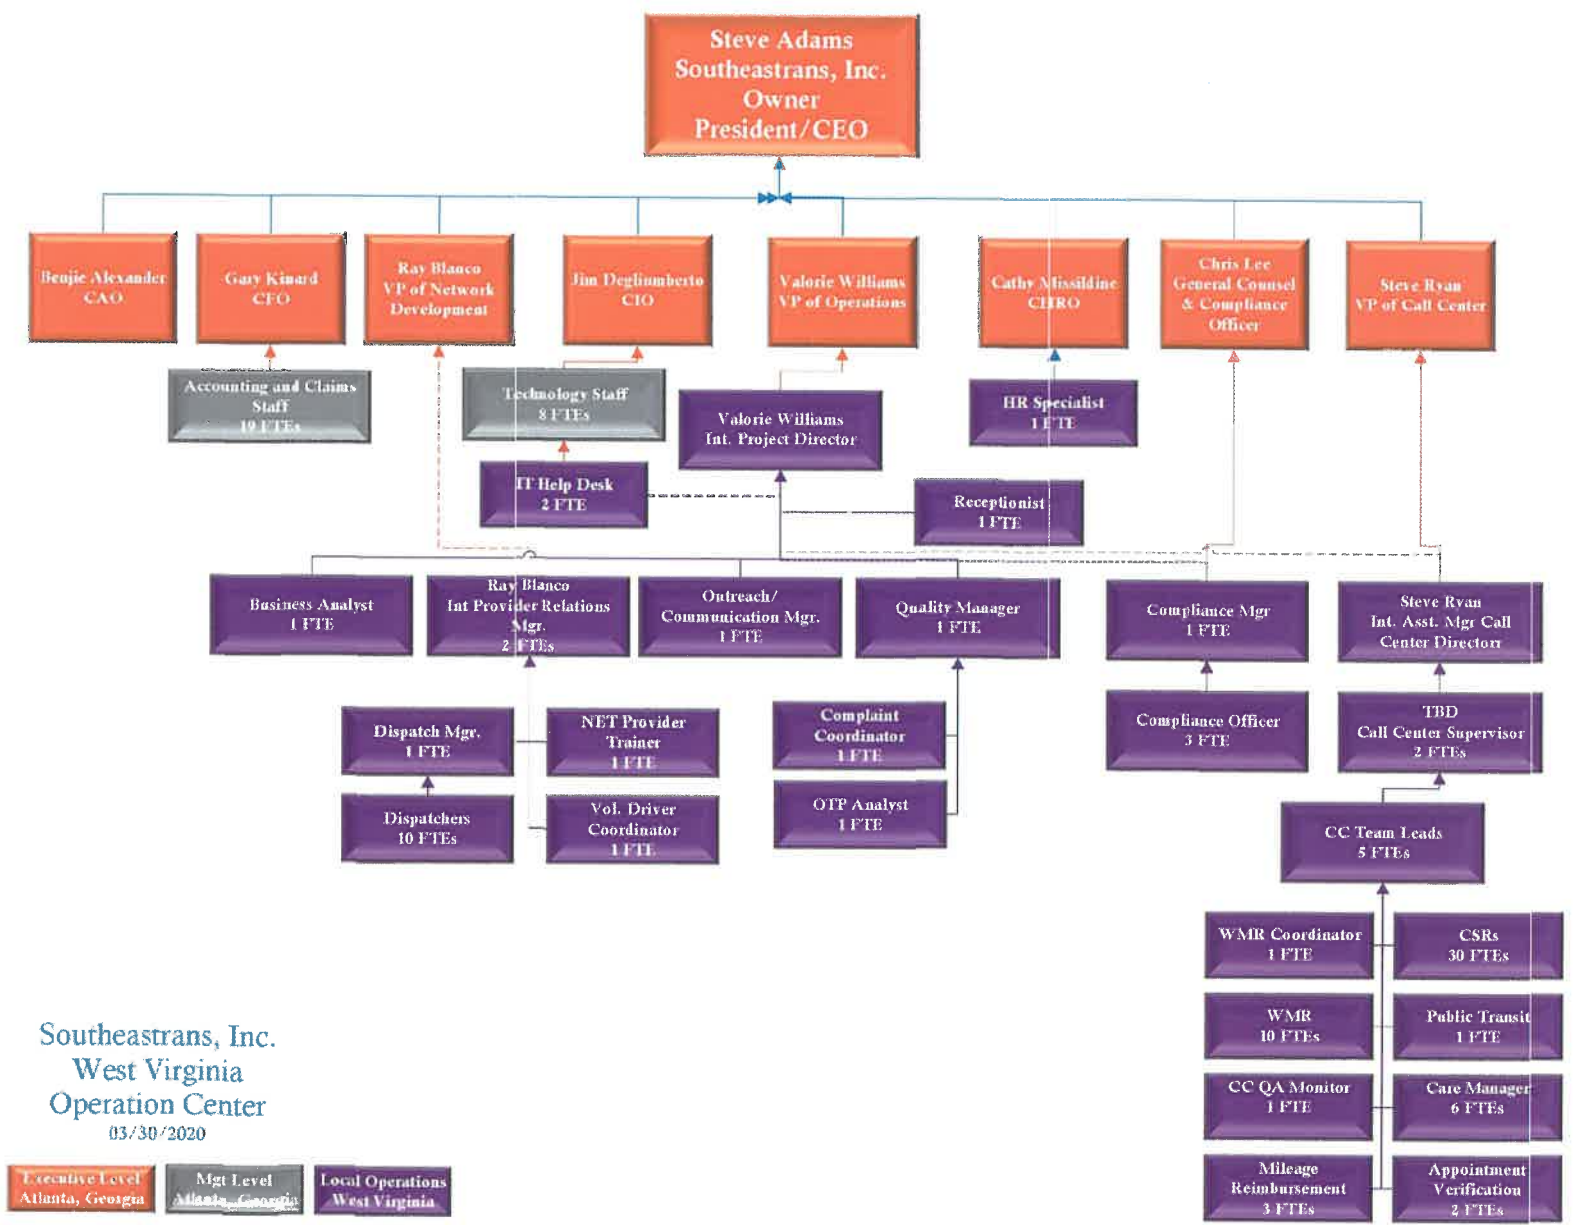 Steve Adams
Southeastrans, Inc.
Owner
President/CEO
Benjie Alexander
CAO
Gary Kinard
CFO
Ray Blanco
VP of Network
Development
Jim Degliumberto
CIO
Valorie Williams
VP of Operations
Cathy Missildine
CHRO
Chris Lee
General Counsel
& Compliance
Officer
Steve Ryan
VP of Call Center
Accounting and Claims
Staff
19 FTEs
Technology Staff
8 FTEs
Valorie Williams
Int. Project Director
HR Specialist
1 FTE
IT Help Desk
2 FTE
Receptionist
1 FTE
Business Analyst
1 FTE
Ray Blanco
Int Provider Relations
Mgr.
2 FTEs
Outreach/
Communication Mgr.
1 FTE
Quality Manager
1 FTE
Compliance Mgr
1 FTE
Steve Ryan
Int. Asst. Mgr Call
Center Directorr
Dispatch Mgr.
1 FTE
NET Provider
Trainer
1 FTE
Complaint
Coordinator
1 FTE
Compliance Officer
3 FTE
TBD
Call Center Supervisor
2 FTEs
Dispatchers
10 FTEs
Vol. Driver
Coordinator
1 FTE
OTP Analyst
1 FTE
CC Team Leads
5 FTEs
WMR Coordinator
1 FTE
CSRs
30 FTEs
WMR
10 FTEs
Public Transit
1 FTE
CC QA Monitor
1 FTE
Care Manager
6 FTEs
Mileage
Reimbursement
3 FTEs
Appointment
Verification
2 FTEs
Southeastrans, Inc.
West Virginia
Operation Center
03/30/2020
Executive Level
Atlanta, Georgia
Mgt Level
Atlanta, Georgia
Local Operations
West Virginia